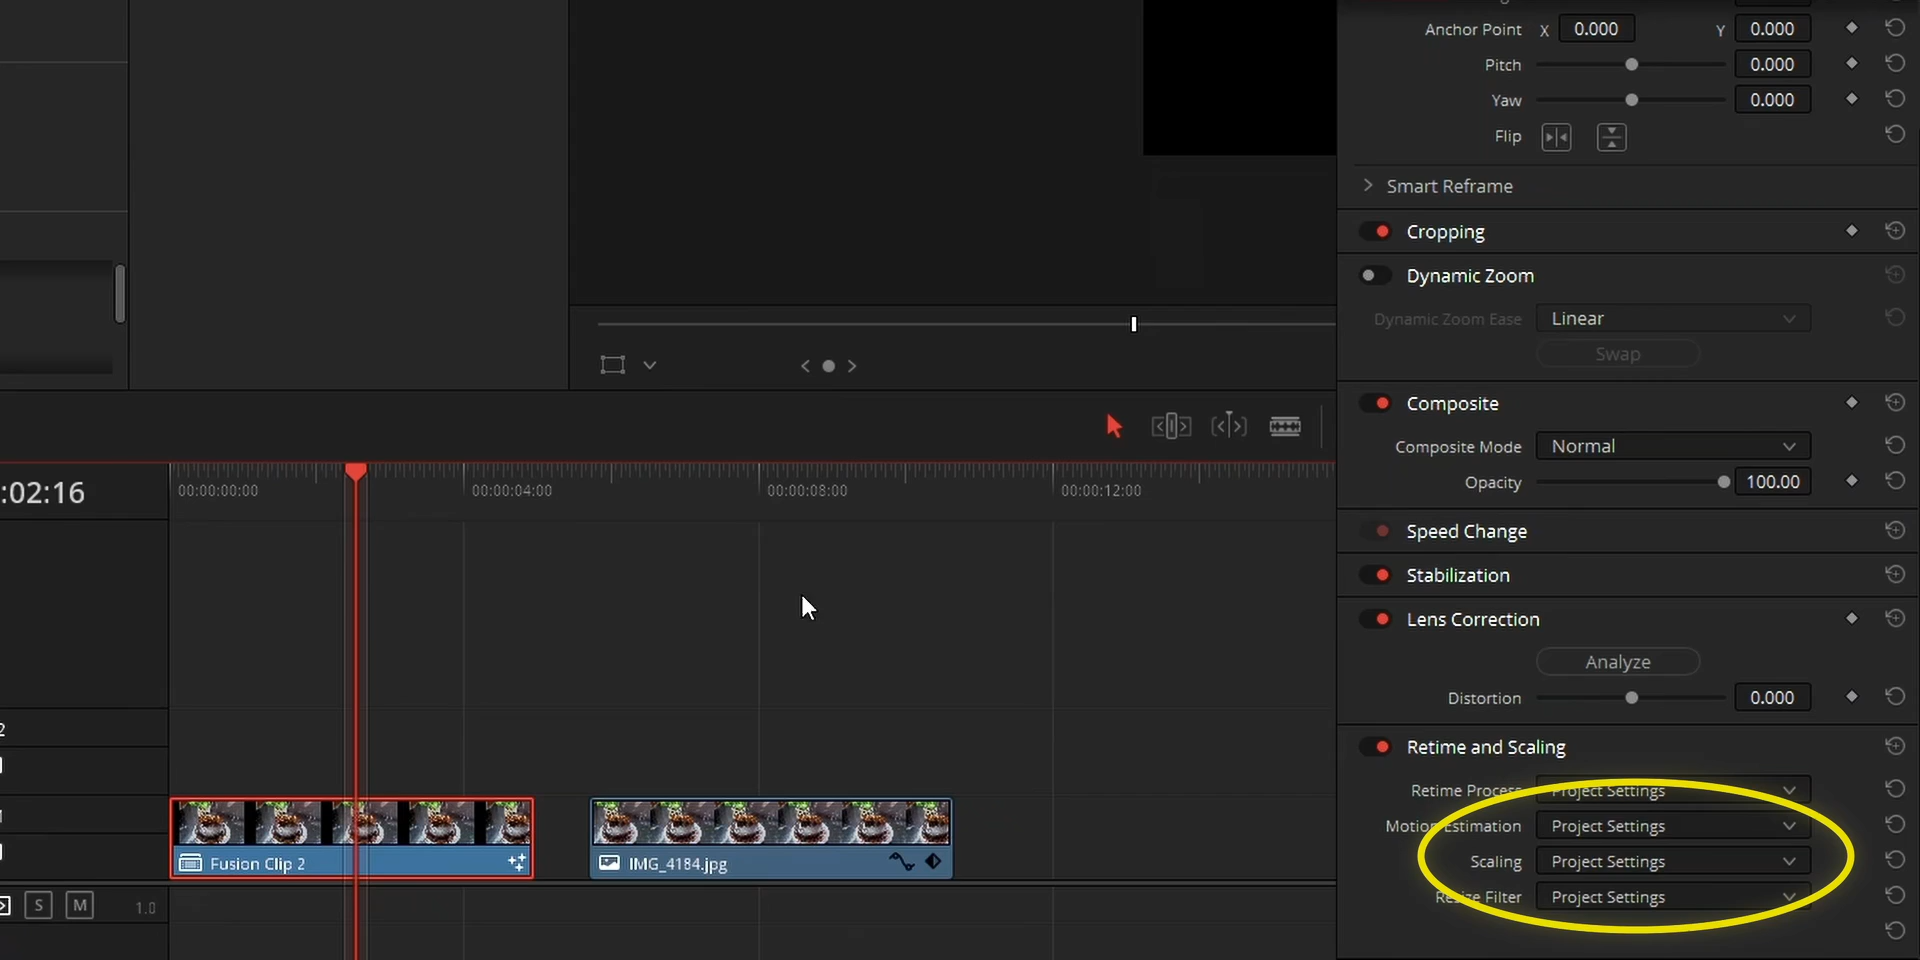 Anchor Point X 0.000 Y 0.000
Pitch 0.000
Yaw 0.000
Flip
Smart Reframe
Cropping
Dynamic Zoom
Dynamic Zoom Ease Linear
Swap
Composite
Composite Mode Normal
Opacity 100.00
Speed Change
Stabilization
Lens Correction
Analyze
Distortion 0.000
Retime and Scaling
Retime Process Project Settings
Motion Estimation Project Settings
Scaling Project Settings
Resize Filter Project Settings
:02:16
00:00:00:00 00:00:04:00 00:00:08:00 00:00:12:00
2
Fusion Clip 2
IMG_4184.jpg
S M 1.0